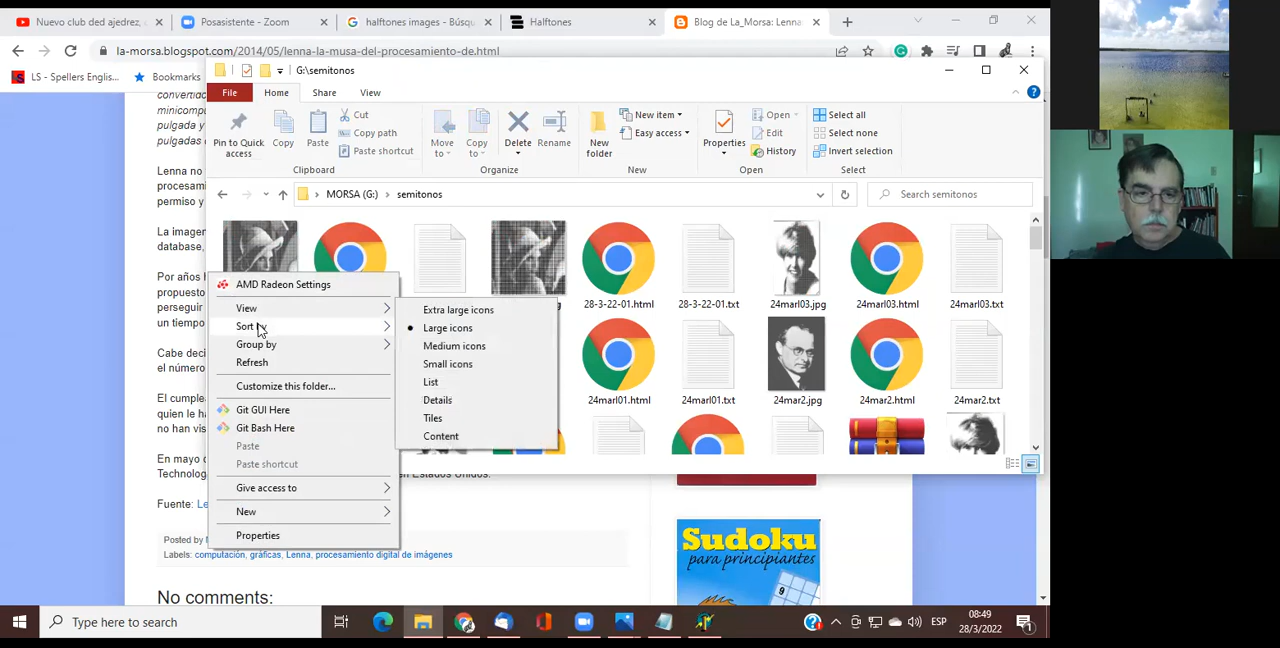 Nuevo club ded ajedrez, c
Posasistente - Zoom
halftones images - Búsqu
Halftones
Blog de La_Morsa: Lenna
la-morsa.blogspot.com/2014/05/lenna-la-musa-del-procesamiento-de.html
LS - Spellers Englis...
Bookmarks
G:\semitonos
File
Home
Share
View
Pin to Quick access
Copy
Paste
Cut
Copy path
Paste shortcut
Clipboard
Move to
Copy to
Delete
Rename
Organize
New folder
New item
Easy access
New
Properties
Open
Edit
History
Open
Select all
Select none
Invert selection
Select
MORSA (G:)
semitonos
Search semitonos
28-3-22-01.html
28-3-22-01.txt
24marl03.jpg
24marl03.html
24marl03.txt
24marl01.html
24marl01.txt
24mar2.jpg
24mar2.html
24mar2.txt
AMD Radeon Settings
View
Sort by
Group by
Refresh
Customize this folder...
Git GUI Here
Git Bash Here
Paste
Paste shortcut
Give access to
New
Properties
Extra large icons
Large icons
Medium icons
Small icons
List
Details
Tiles
Content
convertido
minicompu
pulgada y
pulgadas c
Lenna no
procesami
permiso y
La imagen
database,
Por años l
propuesto
perseguir
un tiempo
Cabe deci
el número
El cumple
quien le ha
no han vis
En mayo c
Technolog
en Estados Unidos.
Fuente: Le
Posted by
Labels: computación, gráficas, Lenna, procesamiento digital de imágenes
No comments:
Sudoku
para principiantes
9
Type here to search
ESP
08:49
28/3/2022
1